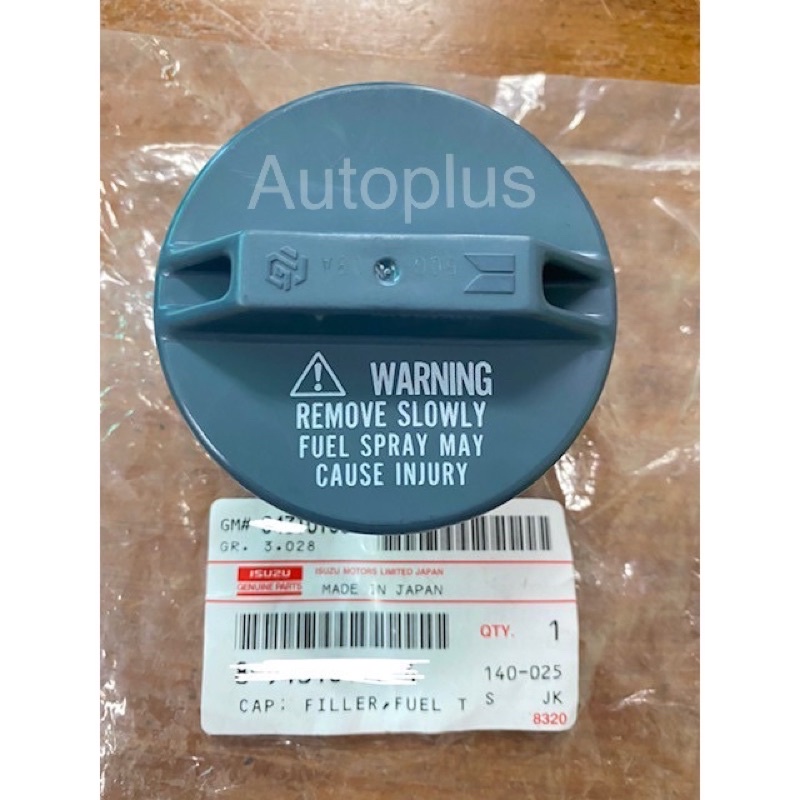 Autoplus
WARNING
REMOVE SLOWLY
FUEL SPRAY MAY
CAUSE INJURY
GM#
GR. 3.028
ISUZU
GENUINE PARTS
ISUZU MOTORS LIMITED JAPAN
MADE IN JAPAN
QTY. 1
140-025
CAP; FILLER,FUEL T
S JK
8320